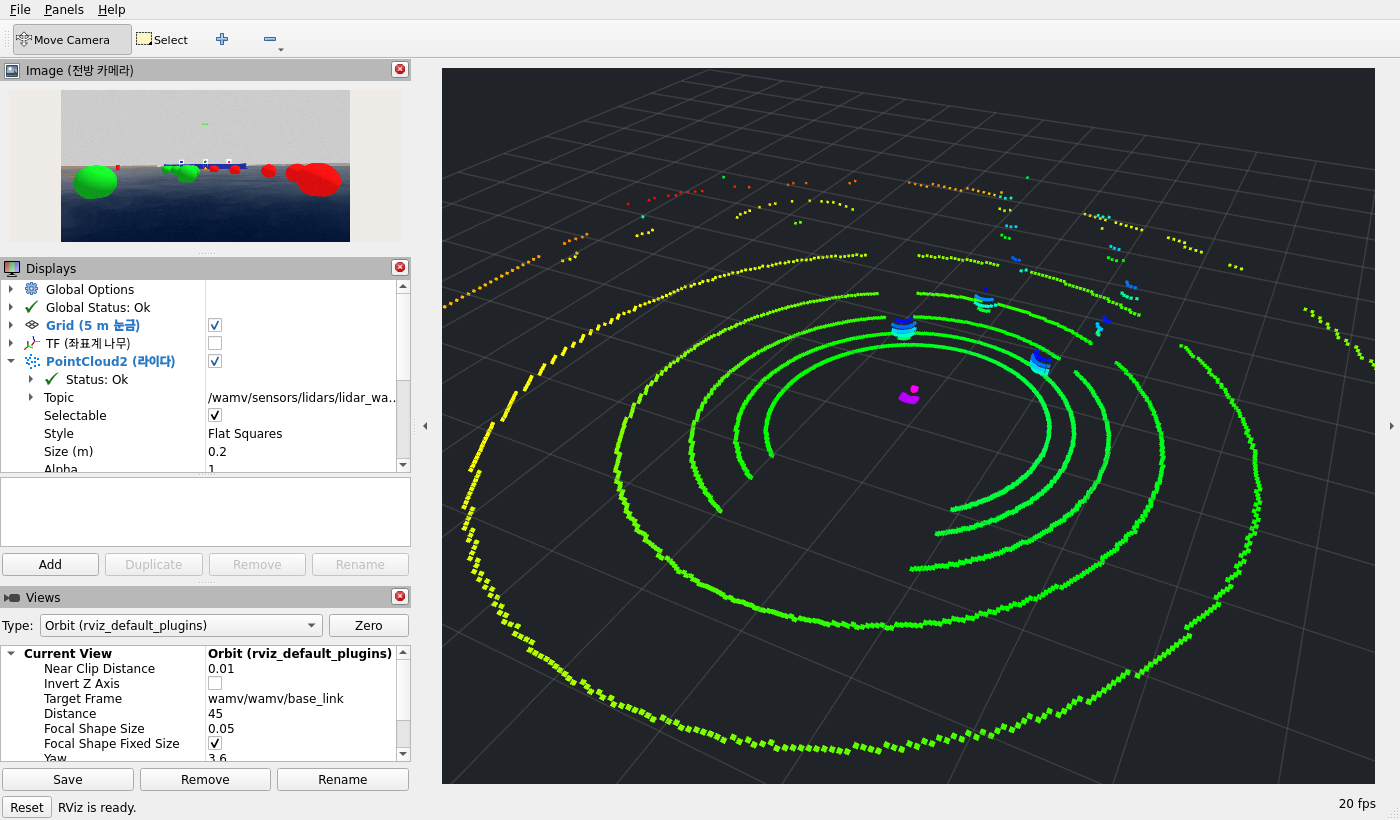 File Panels Help
Move Camera Select
Image (전방 카메라)
Displays
Global Options
Global Status: Ok
Grid (5 m 눈금)
TF (좌표계 나무)
PointCloud2 (라이다)
Status: Ok
Topic /wamv/sensors/lidars/lidar_wa...
Selectable
Style Flat Squares
Size (m) 0.2
Alpha 1
Add Duplicate Remove Rename
Views
Type: Orbit (rviz_default_plugins) Zero
Current View Orbit (rviz_default_plugins)
Near Clip Distance 0.01
Invert Z Axis
Target Frame wamv/wamv/base_link
Distance 45
Focal Shape Size 0.05
Focal Shape Fixed Size
Yaw 3.6
Save Remove Rename
Reset RViz is ready. 20 fps